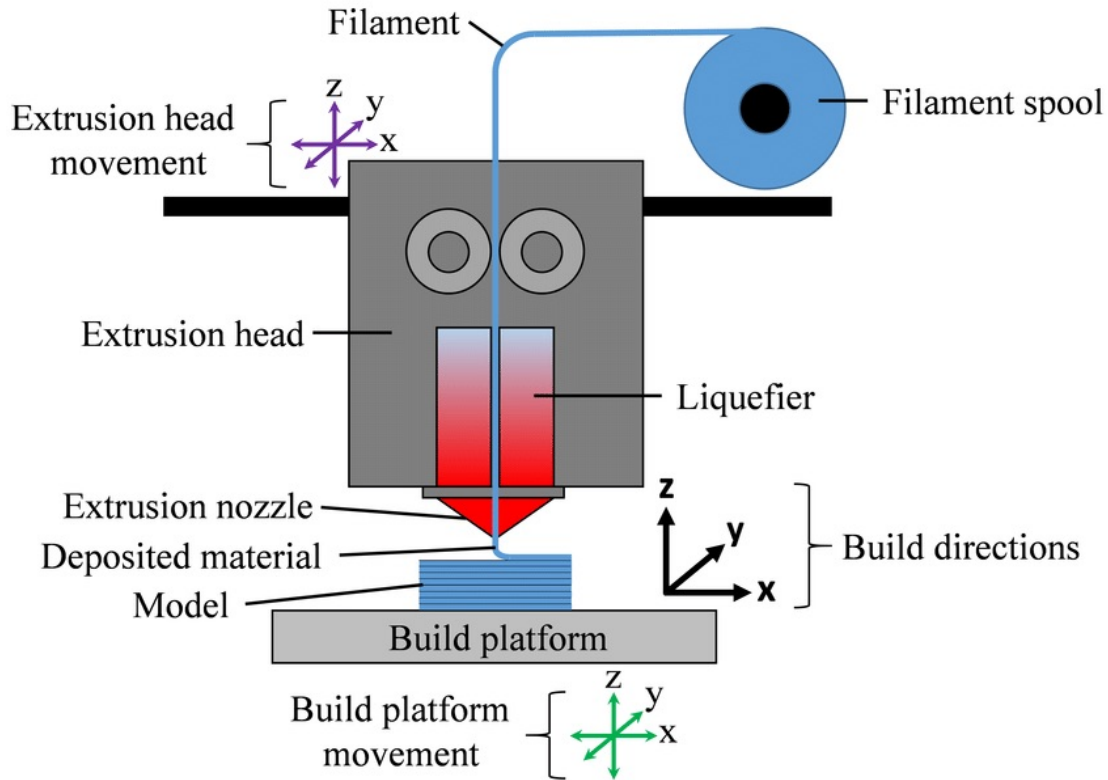 Filament
Filament spool
Extrusion head
movement
z
y
x
Extrusion head
Liquefier
Extrusion nozzle
Deposited material
Model
z
y
x
Build directions
Build platform
Build platform
movement
z
y
x